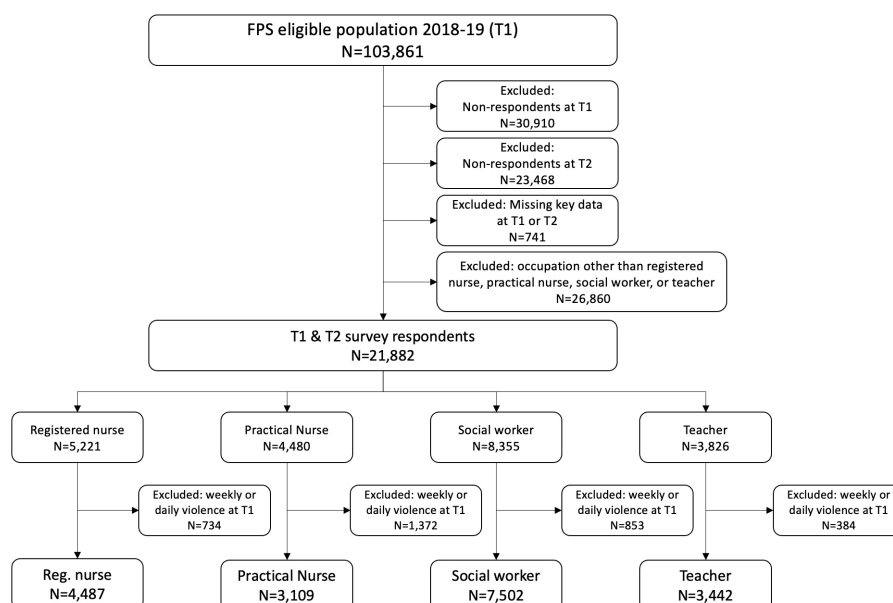 FPS eligible population 2018-19 (T1)
N=103,861
Excluded:
Non-respondents at T1
N=30,910
Excluded:
Non-respondents at T2
N=23,468
Excluded: Missing key data
at T1 or T2
N=741
Excluded: occupation other than registered
nurse, practical nurse, social worker, or teacher
N=26,860
T1 & T2 survey respondents
N=21,882
Registered nurse
N=5,221
Practical Nurse
N=4,480
Social worker
N=8,355
Teacher
N=3,826
Excluded: weekly or
daily violence at T1
N=734
Excluded: weekly or
daily violence at T1
N=1,372
Excluded: weekly or
daily violence at T1
N=853
Excluded: weekly or
daily violence at T1
N=384
Reg. nurse
N=4,487
Practical Nurse
N=3,109
Social worker
N=7,502
Teacher
N=3,442